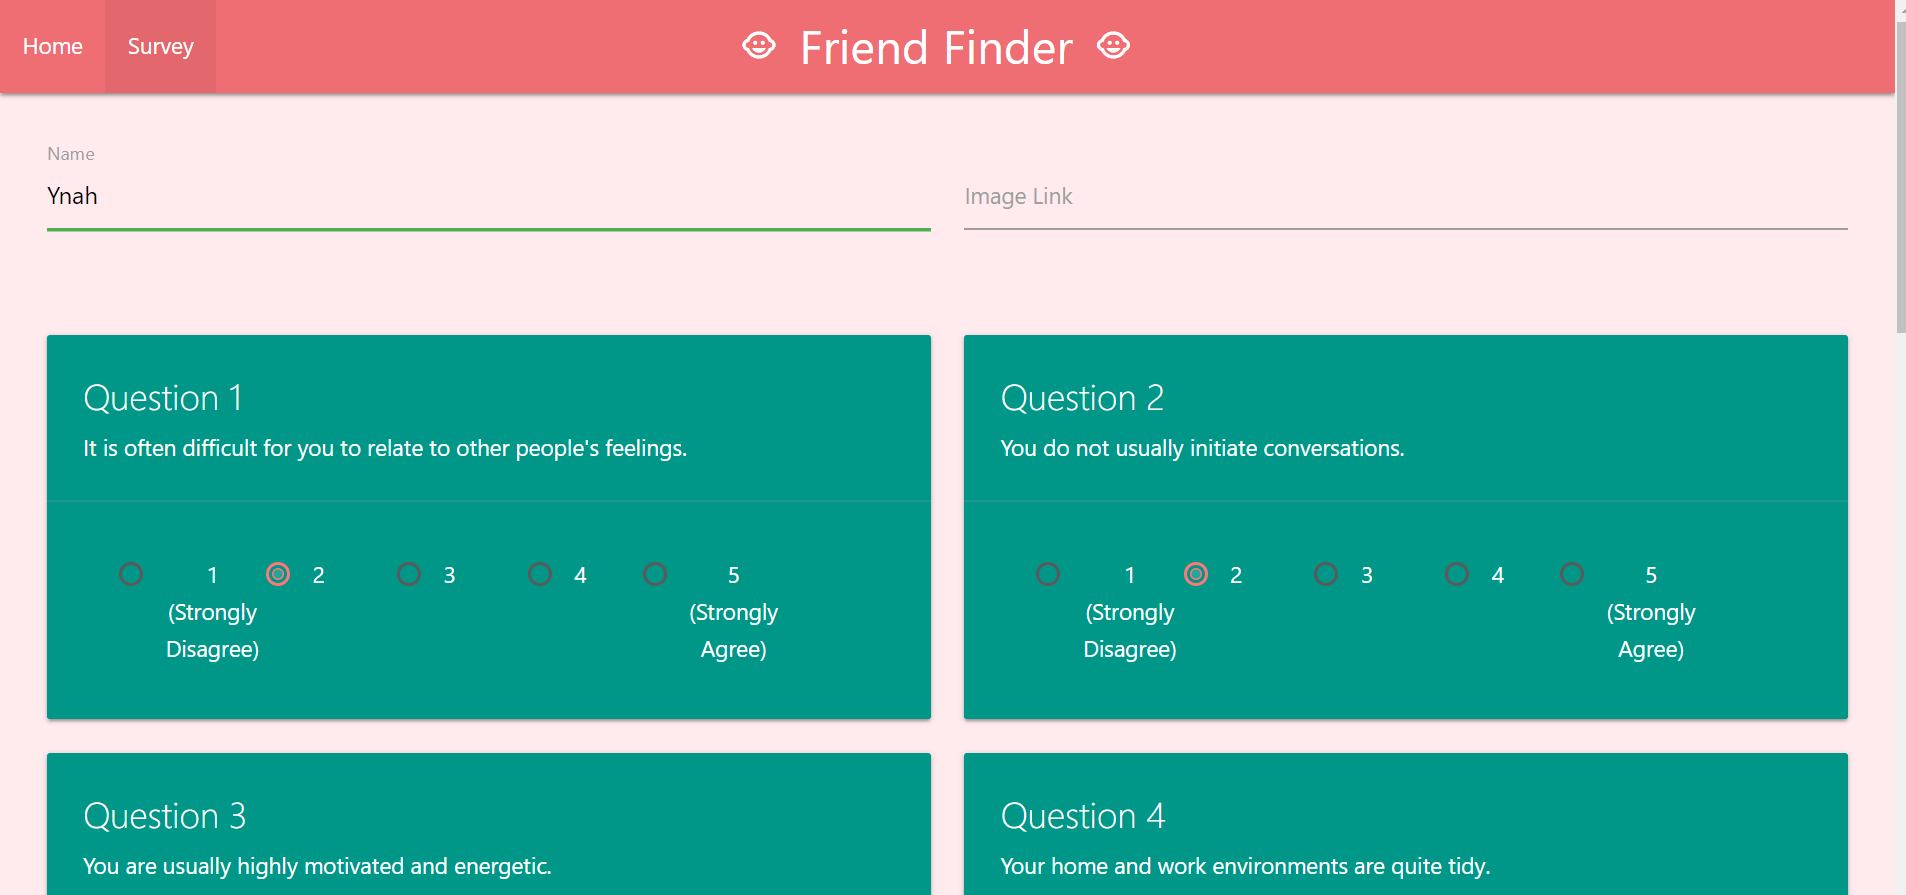 Home Survey Friend Finder
Name
Ynah
Image Link
Question 1
It is often difficult for you to relate to other people's feelings.
1 2 3 4 5
(Strongly (Strongly
Disagree) Agree)
Question 2
You do not usually initiate conversations.
1 2 3 4 5
(Strongly (Strongly
Disagree) Agree)
Question 3
You are usually highly motivated and energetic.
Question 4
Your home and work environments are quite tidy.